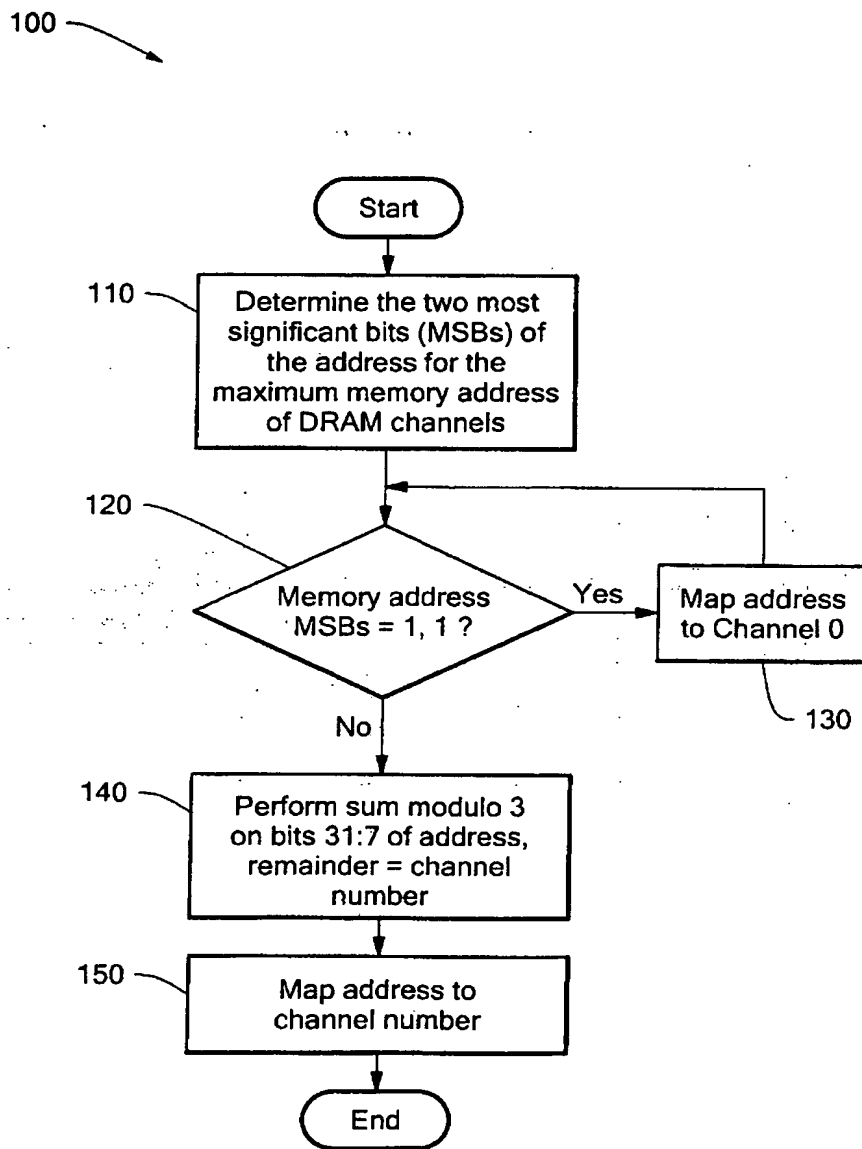 100
Start
110
Determine the two most
significant bits (MSBs) of
the address for the
maximum memory address
of DRAM channels
120
Memory address
MSBs = 1, 1 ?
Yes
Map address
to Channel 0
130
No
140
Perform sum modulo 3
on bits 31:7 of address,
remainder = channel
number
150
Map address to
channel number
End